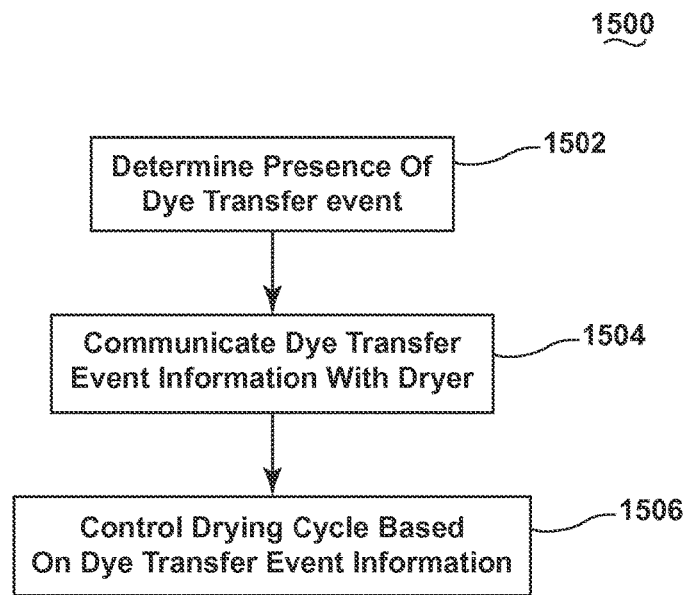 1500
Determine Presence Of
Dye Transfer event
1502
Communicate Dye Transfer
Event Information With Dryer
1504
Control Drying Cycle Based
On Dye Transfer Event Information
1506